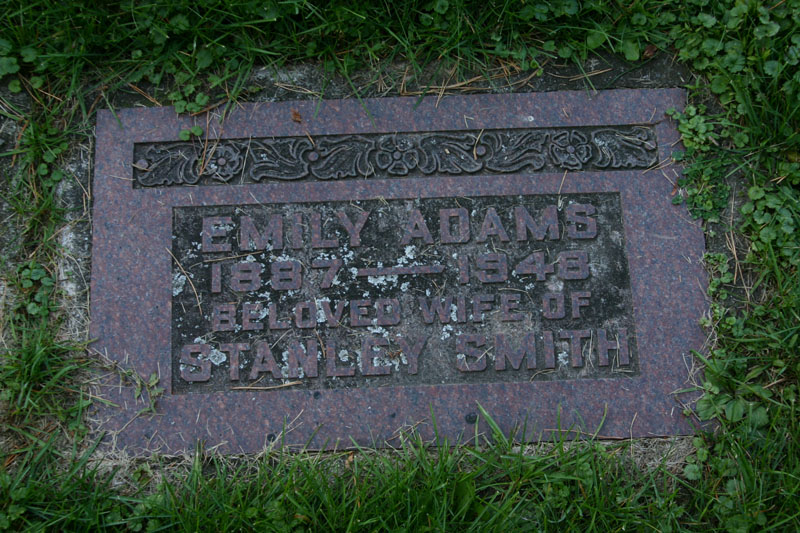 EMILY ADAMS
1887 — 1948
BELOVED WIFE OF
STANLEY SMITH